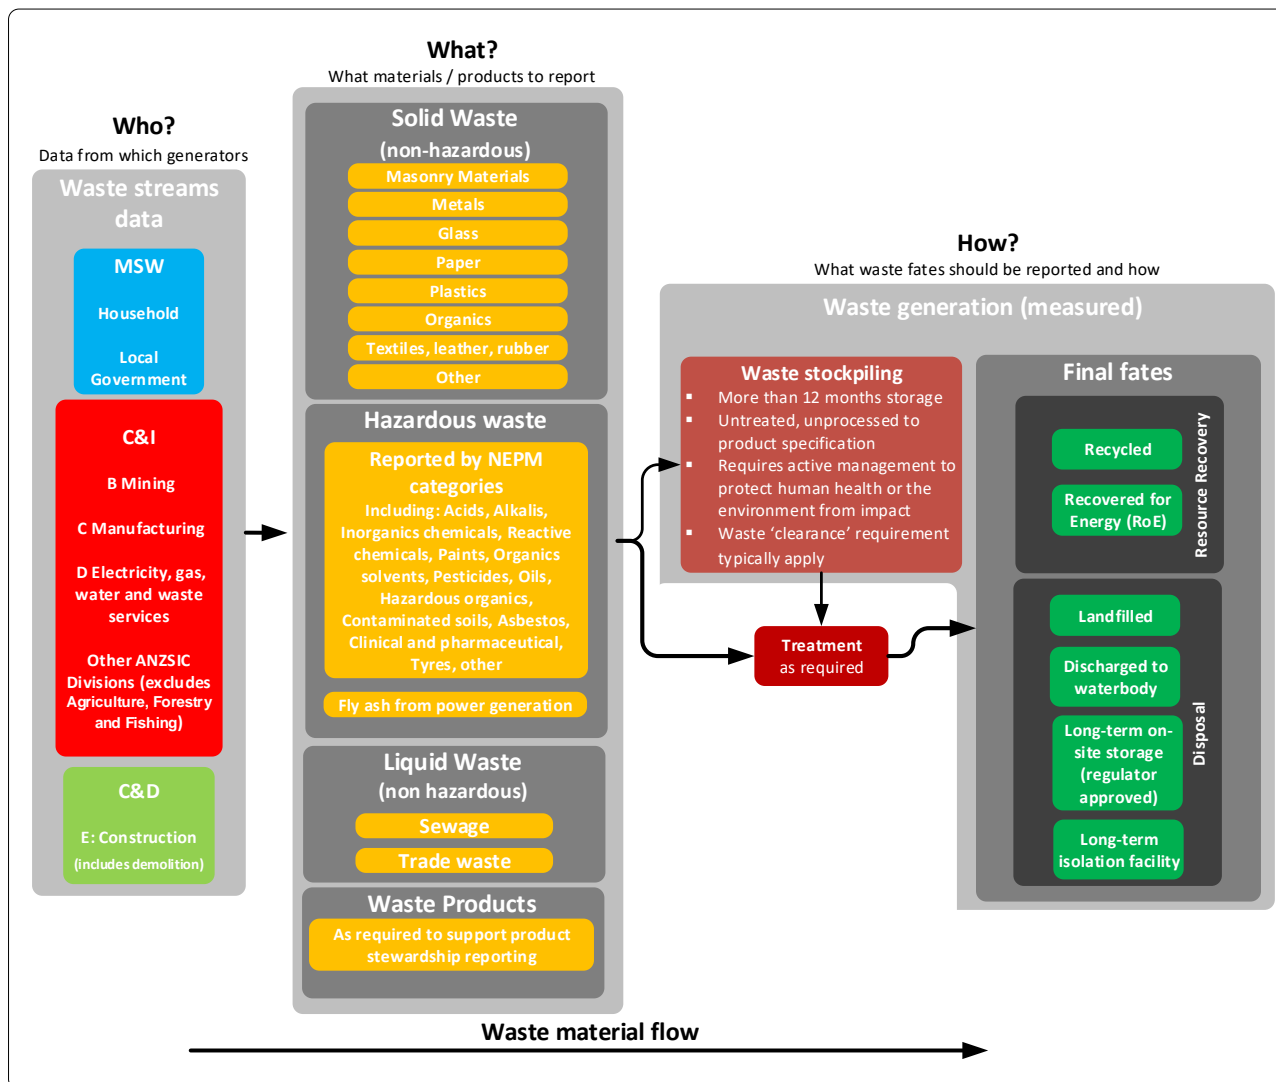 Who?
Data from which generators
Waste streams
data
MSW
Household
Local
Government
C&I
B Mining
C Manufacturing
D Electricity, gas,
water and waste
services
Other ANZSIC
Divisions (excludes
Agriculture, Forestry
and Fishing)
C&D
E: Construction
(includes demolition)
What?
What materials / products to report
Solid Waste
(non-hazardous)
Masonry Materials
Metals
Glass
Paper
Plastics
Organics
Textiles, leather, rubber
Other
Hazardous waste
Reported by NEPM
categories
Including: Acids, Alkalis,
Inorganics chemicals, Reactive
chemicals, Paints, Organics
solvents, Pesticides, Oils,
Hazardous organics,
Contaminated soils, Asbestos,
Clinical and pharmaceutical,
Tyres, other
Fly ash from power generation
Liquid Waste
(non hazardous)
Sewage
Trade waste
Waste Products
As required to support product
stewardship reporting
How?
What waste fates should be reported and how
Waste generation (measured)
Waste stockpiling
▪ More than 12 months storage
▪ Untreated, unprocessed to
product specification
▪ Requires active management to
protect human health or the
environment from impact
▪ Waste ‘clearance’ requirement
typically apply
Treatment
as required
Final fates
Resource Recovery
Recycled
Recovered for
Energy (RoE)
Disposal
Landfilled
Discharged to
waterbody
Long-term on-
site storage
(regulator
approved)
Long-term
isolation facility
Waste material flow